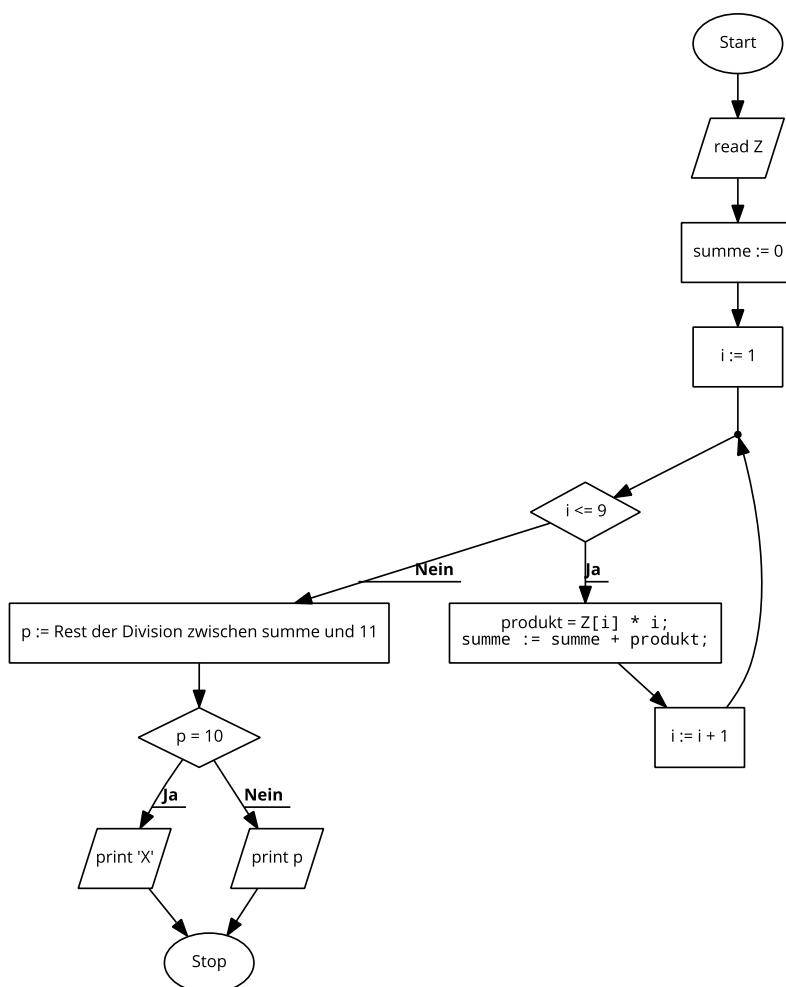 Start
read Z
summe := 0
i := 1
i <= 9
Nein
Ja
p := Rest der Division zwischen summe und 11
produkt = Z[i] * i;
summe := summe + produkt;
p = 10
i := i + 1
Ja
Nein
print 'X'
print p
Stop